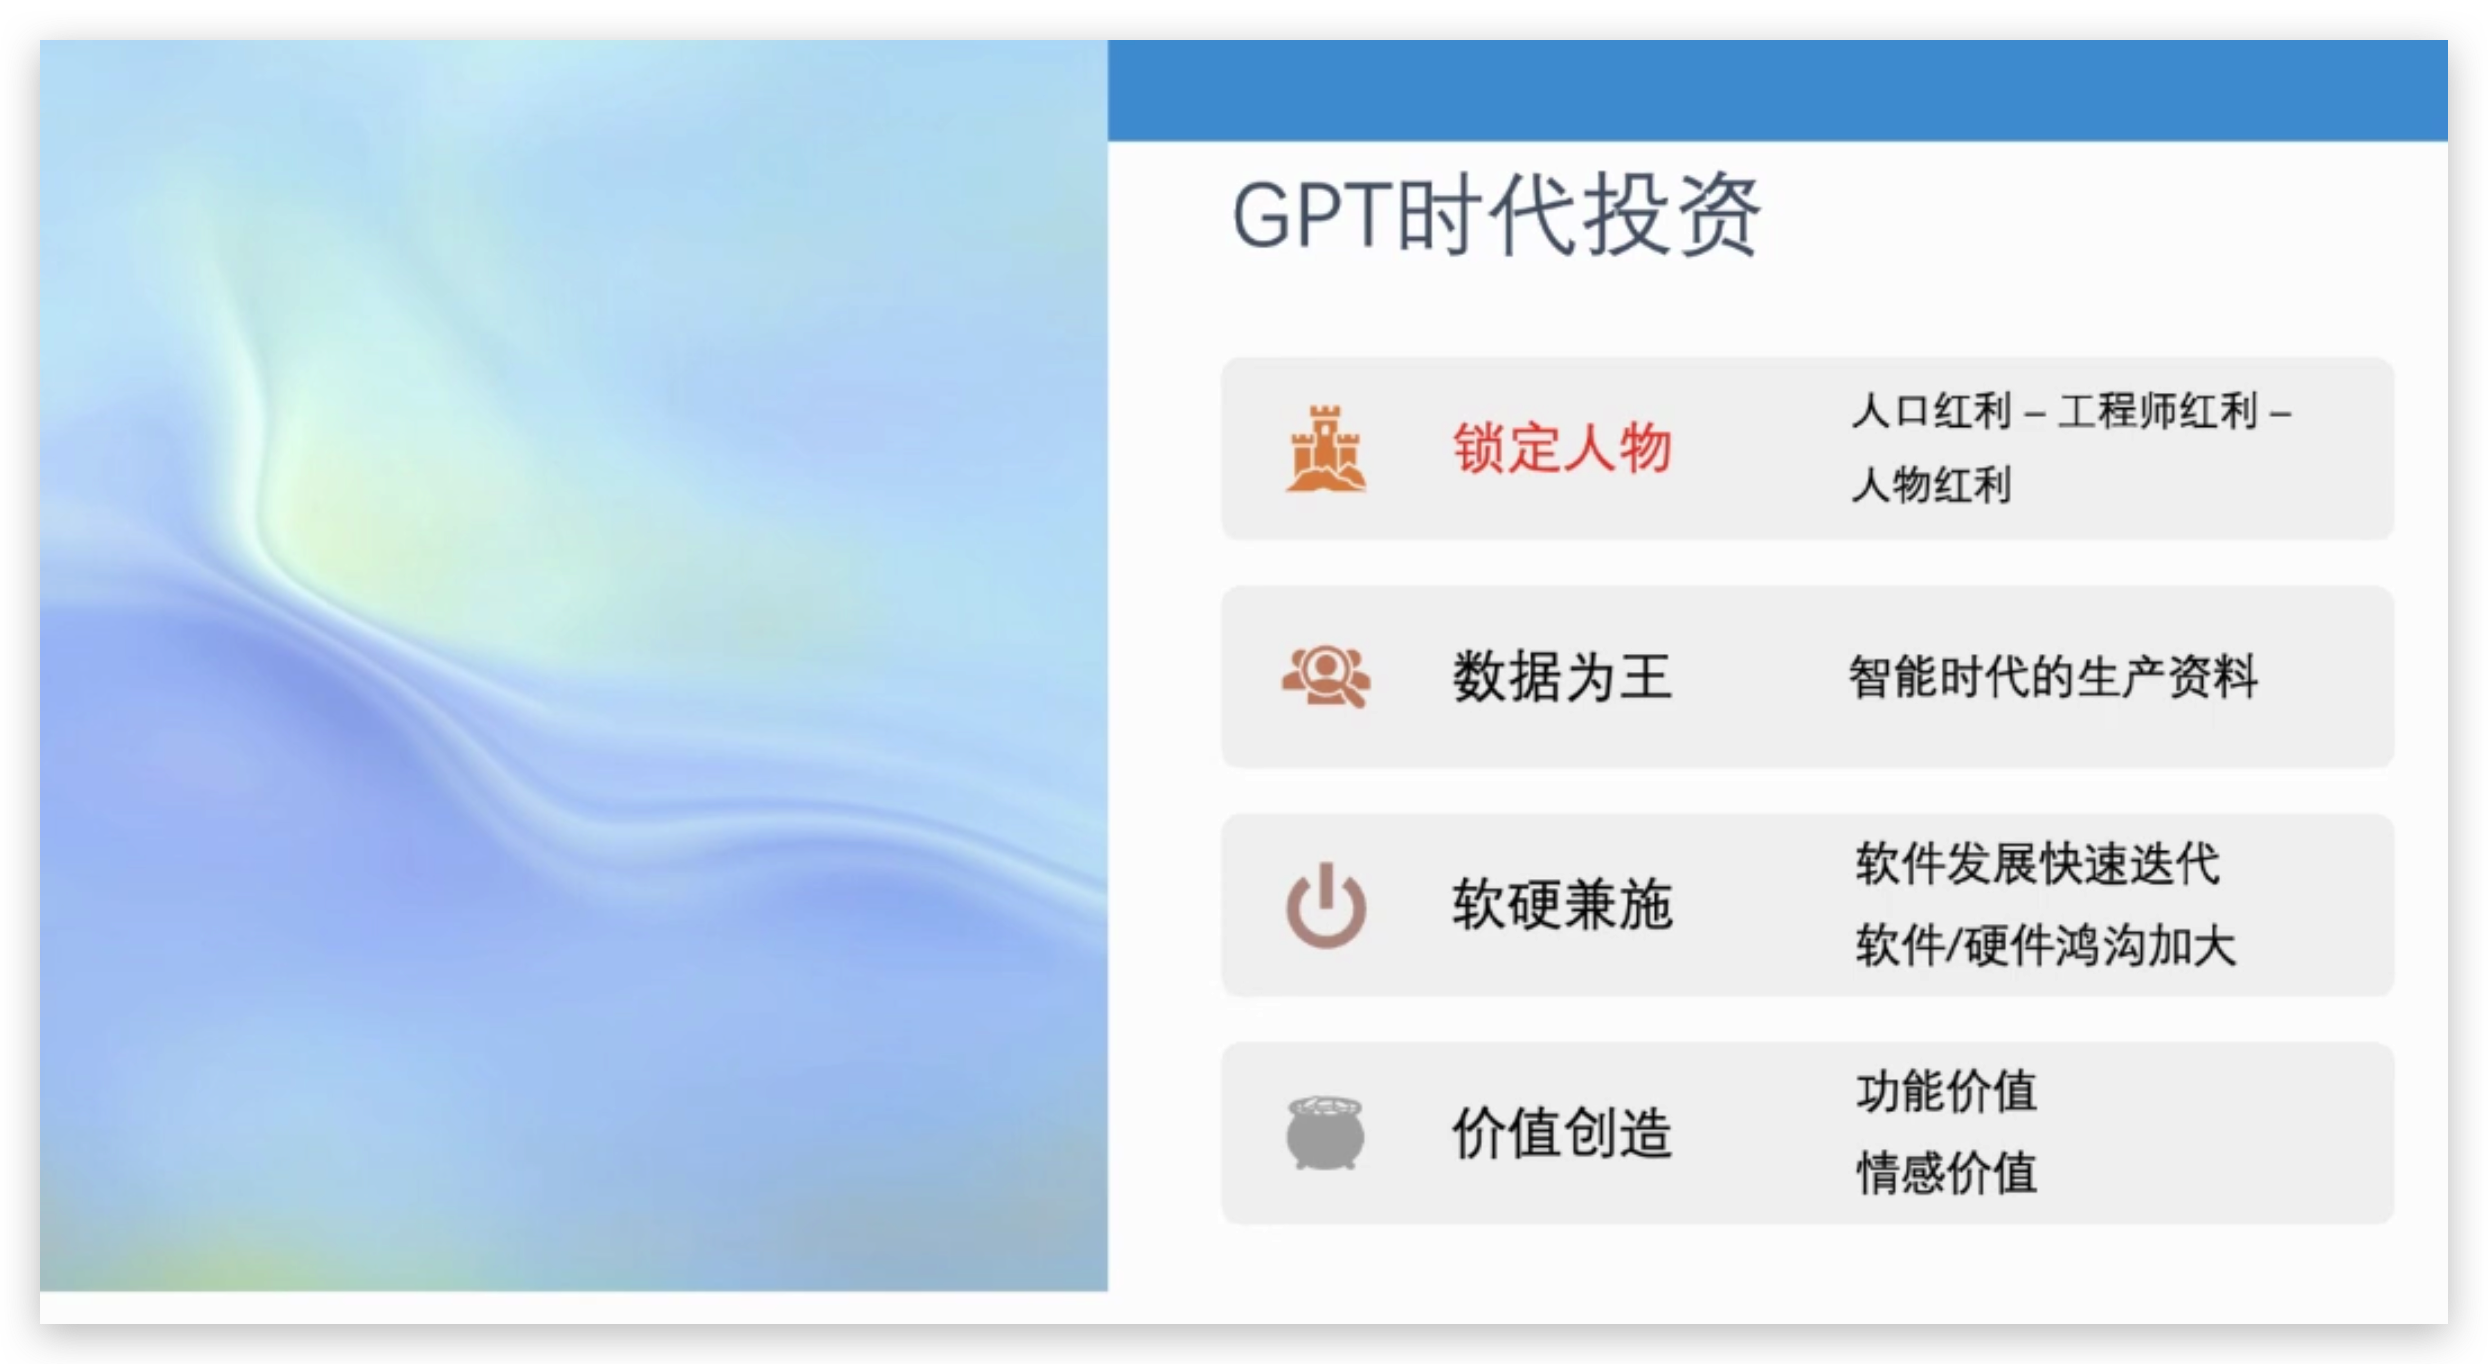 GPT时代投资
锁定人物
人口红利 – 工程师红利 –
人物红利
数据为王
智能时代的生产资料
软硬兼施
软件发展快速迭代
软件/硬件鸿沟加大
价值创造
功能价值
情感价值